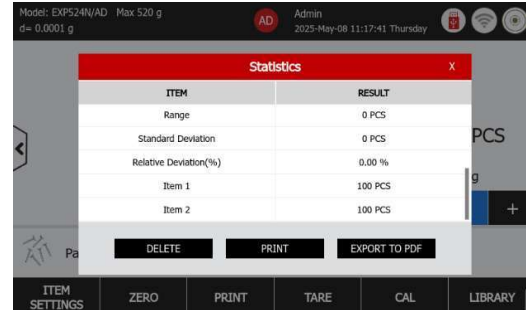 Model: EXP524N/AD Max 520 g
d= 0.0001 g
AD
Admin
2025-May-08 11:17:41 Thursday
Statistics X
ITEM RESULT
Range 0 PCS
Standard Deviation 0 PCS
Relative Deviation(%) 0.00 %
Item 1 100 PCS
Item 2 100 PCS
DELETE PRINT EXPORT TO PDF
PCS
g
+
Pa
ITEM SETTINGS ZERO PRINT TARE CAL LIBRARY